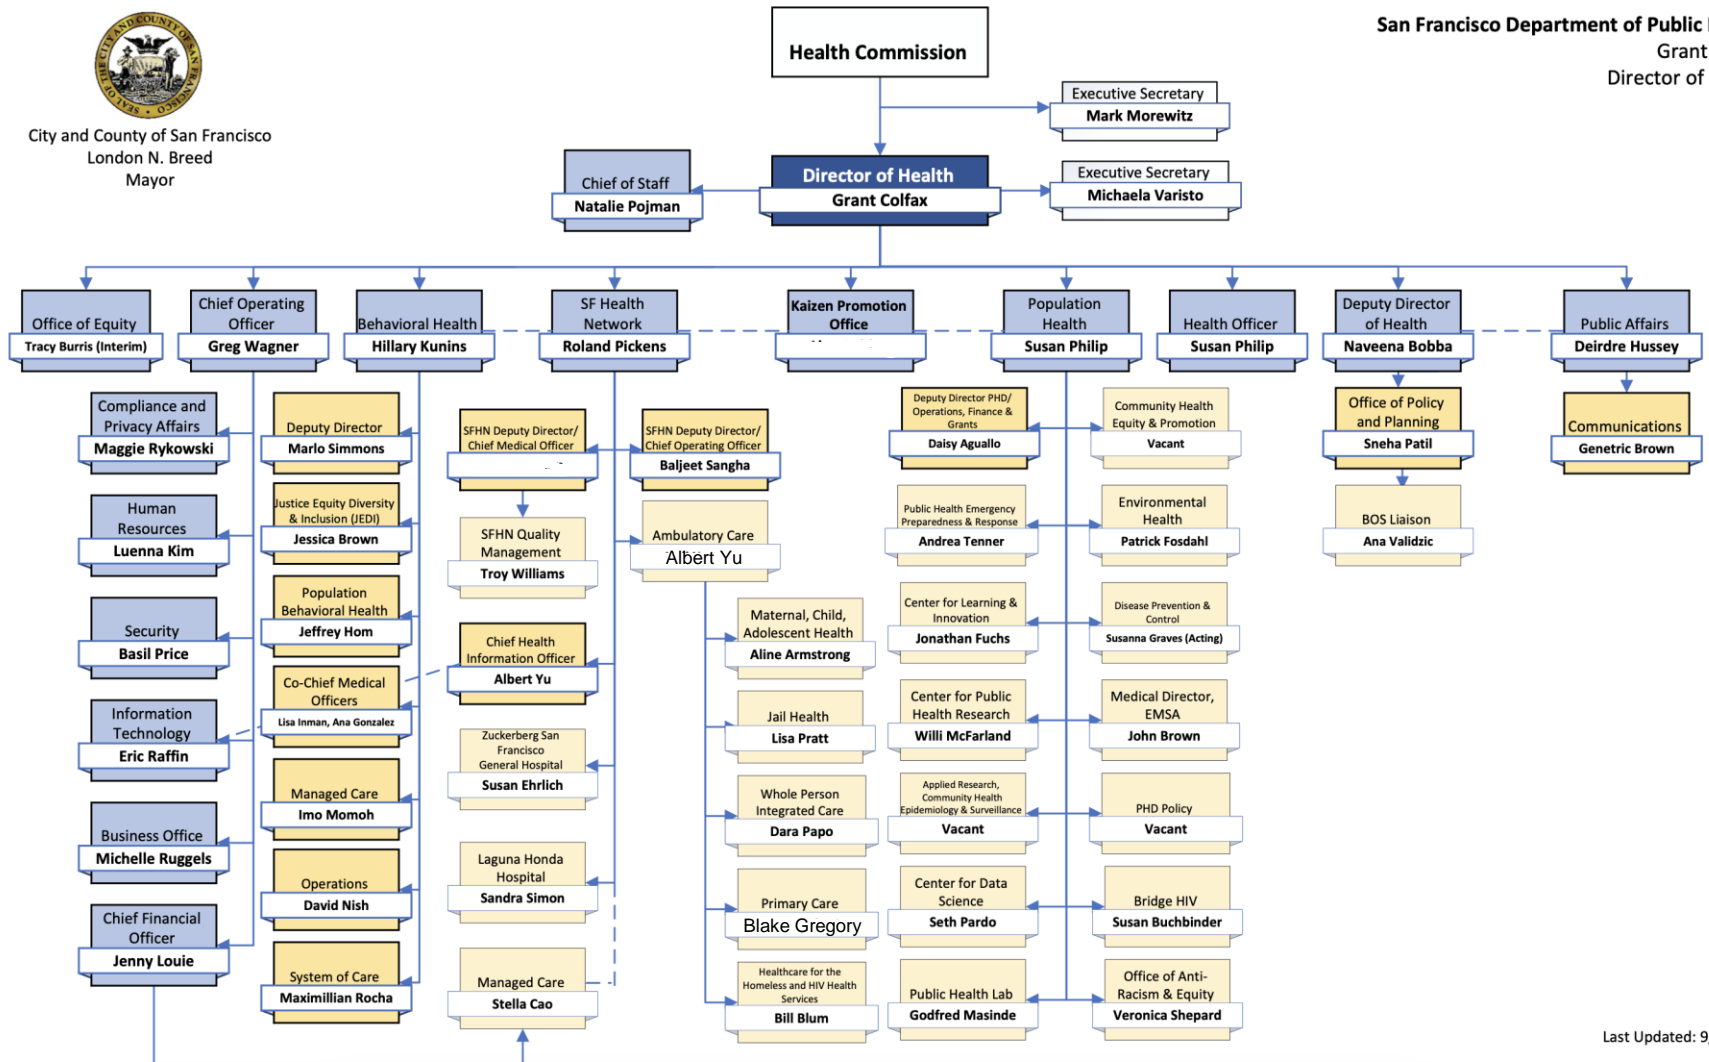 SEAL OF THE CITY AND COUNTY OF SAN FRANCISCO
City and County of San Francisco
London N. Breed
Mayor
San Francisco Department of Public
Grant
Director of
Health Commission
Executive Secretary
Mark Morewitz
Chief of Staff
Natalie Pojman
Director of Health
Grant Colfax
Executive Secretary
Michaela Varisto
Office of Equity
Tracy Burris (Interim)
Chief Operating
Officer
Greg Wagner
Behavioral Health
Hillary Kunins
SF Health
Network
Roland Pickens
Kaizen Promotion
Office
Population
Health
Susan Philip
Health Officer
Susan Philip
Deputy Director
of Health
Naveena Bobba
Public Affairs
Deirdre Hussey
Compliance and
Privacy Affairs
Maggie Rykowski
Human
Resources
Luenna Kim
Security
Basil Price
Information
Technology
Eric Raffin
Business Office
Michelle Ruggels
Chief Financial
Officer
Jenny Louie
Deputy Director
Marlo Simmons
Justice Equity Diversity
& Inclusion (JEDI)
Jessica Brown
Population
Behavioral Health
Jeffrey Hom
Co-Chief Medical
Officers
Lisa Inman, Ana Gonzalez
Managed Care
Imo Momoh
Operations
David Nish
System of Care
Maximillian Rocha
SFHN Deputy Director/
Chief Medical Officer
SFHN Quality
Management
Troy Williams
Chief Health
Information Officer
Albert Yu
Zuckerberg San
Francisco
General Hospital
Susan Ehrlich
Laguna Honda
Hospital
Sandra Simon
Managed Care
Stella Cao
SFHN Deputy Director/
Chief Operating Officer
Baljeet Sangha
Ambulatory Care
Albert Yu
Maternal, Child,
Adolescent Health
Aline Armstrong
Jail Health
Lisa Pratt
Whole Person
Integrated Care
Dara Papo
Primary Care
Blake Gregory
Healthcare for the
Homeless and HIV Health
Services
Bill Blum
Deputy Director PHD/
Operations, Finance &
Grants
Daisy Aguallo
Public Health Emergency
Preparedness & Response
Andrea Tenner
Center for Learning &
Innovation
Jonathan Fuchs
Center for Public
Health Research
Willi McFarland
Applied Research,
Community Health
Epidemiology & Surveillance
Vacant
Center for Data
Science
Seth Pardo
Public Health Lab
Godfred Masinde
Community Health
Equity & Promotion
Vacant
Environmental
Health
Patrick Fosdahl
Disease Prevention &
Control
Susanna Graves (Acting)
Medical Director,
EMSA
John Brown
PHD Policy
Vacant
Bridge HIV
Susan Buchbinder
Office of Anti-
Racism & Equity
Veronica Shepard
Office of Policy
and Planning
Sneha Patil
BOS Liaison
Ana Validzic
Communications
Genetric Brown
Last Updated: 9